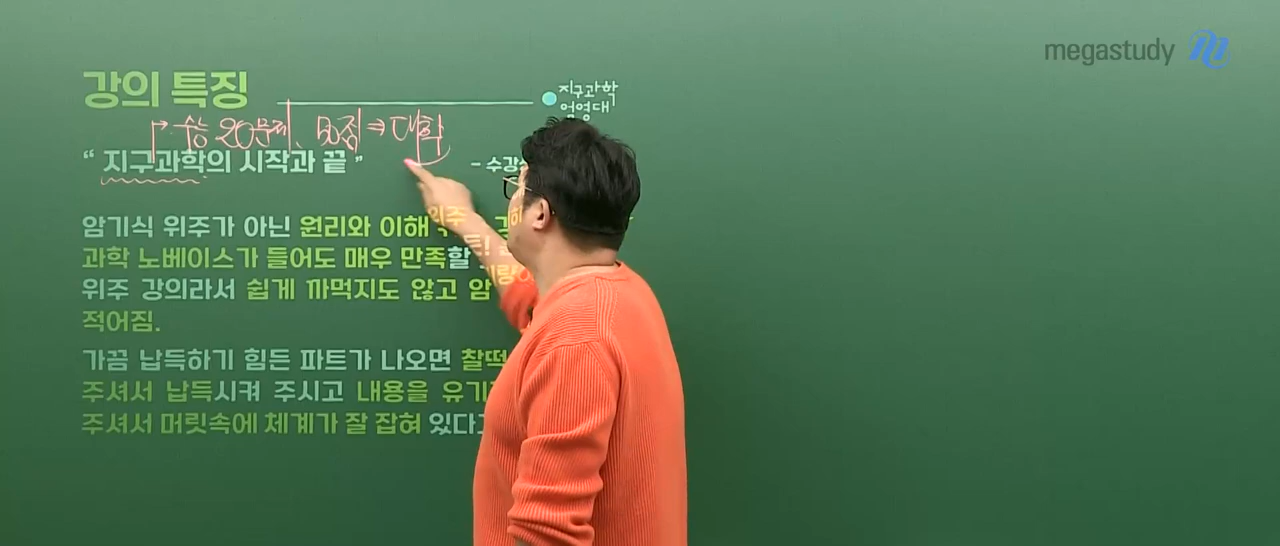 megastudy
강의 특징
지구과학
엄영대
수능 20문제, 50점 ⇒ 대학
“ 지구과학의 시작과 끝 ”
- 수강
암기식 위주가 아닌 원리와 이해 위주
과학 노베이스가 들어도 매우 만족할
위주 강의라서 쉽게 까먹지도 않고 암
적어짐.
가끔 납득하기 힘든 파트가 나오면 찰떡
주셔서 납득시켜 주시고 내용을 유기
주셔서 머릿속에 체계가 잘 잡혀 있다고